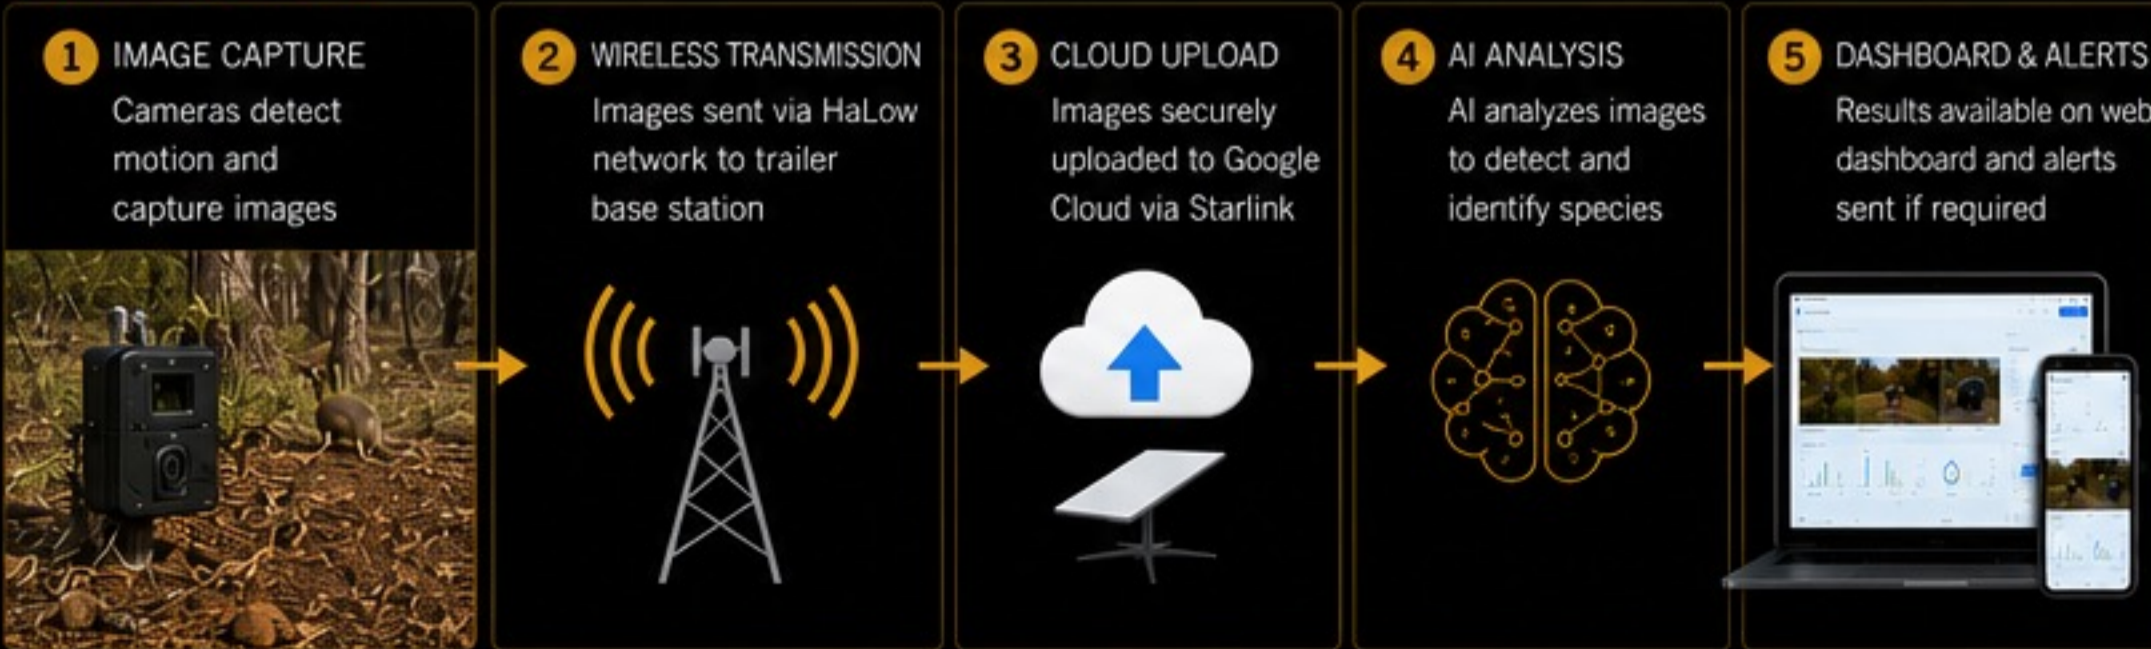 1 IMAGE CAPTURE
Cameras detect
motion and
capture images
2 WIRELESS TRANSMISSION
Images sent via HaLow
network to trailer
base station
3 CLOUD UPLOAD
Images securely
uploaded to Google
Cloud via Starlink
4 AI ANALYSIS
AI analyzes images
to detect and
identify species
5 DASHBOARD & ALERTS
Results available on web
dashboard and alerts
sent if required